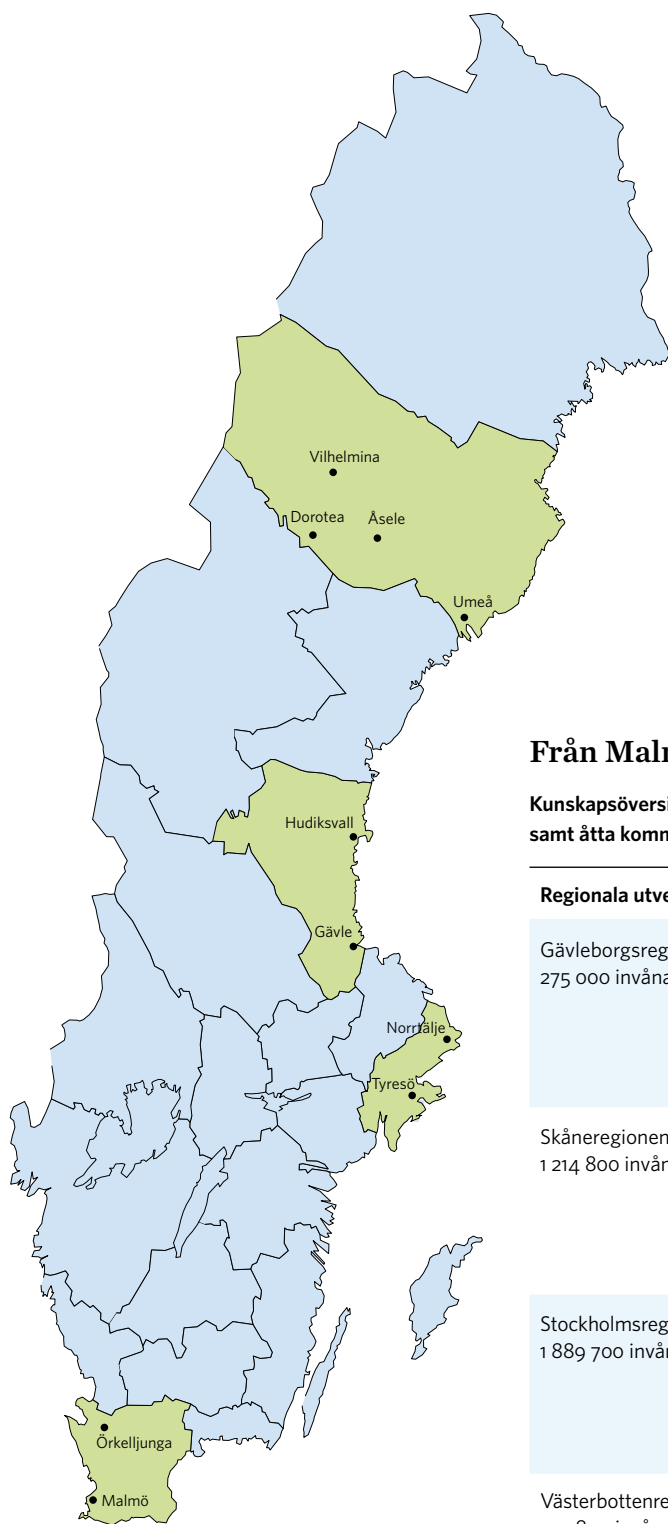 Vilhelmina
Dorotea
Åsele
Umeå
Hudiksvall
Gävle
Norrtälje
Tyresö
Örkelljunga
Malmö
Från
Kunskapsöversi
samt åtta komm
Regionala utve
Gävleborgsreg
275 000 invåna
Skåneregionen
1 214 800 invån
Stockholmsreg
1 889 700 invån
Västerbottenre